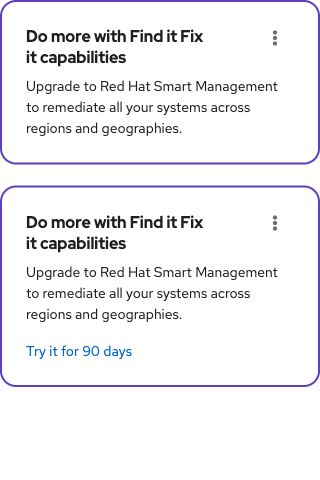 Do more with Find it Fix
it capabilities
Upgrade to Red Hat Smart Management
to remediate all your systems across
regions and geographies.
Do more with Find it Fix
it capabilities
Upgrade to Red Hat Smart Management
to remediate all your systems across
regions and geographies.
Try it for 90 days